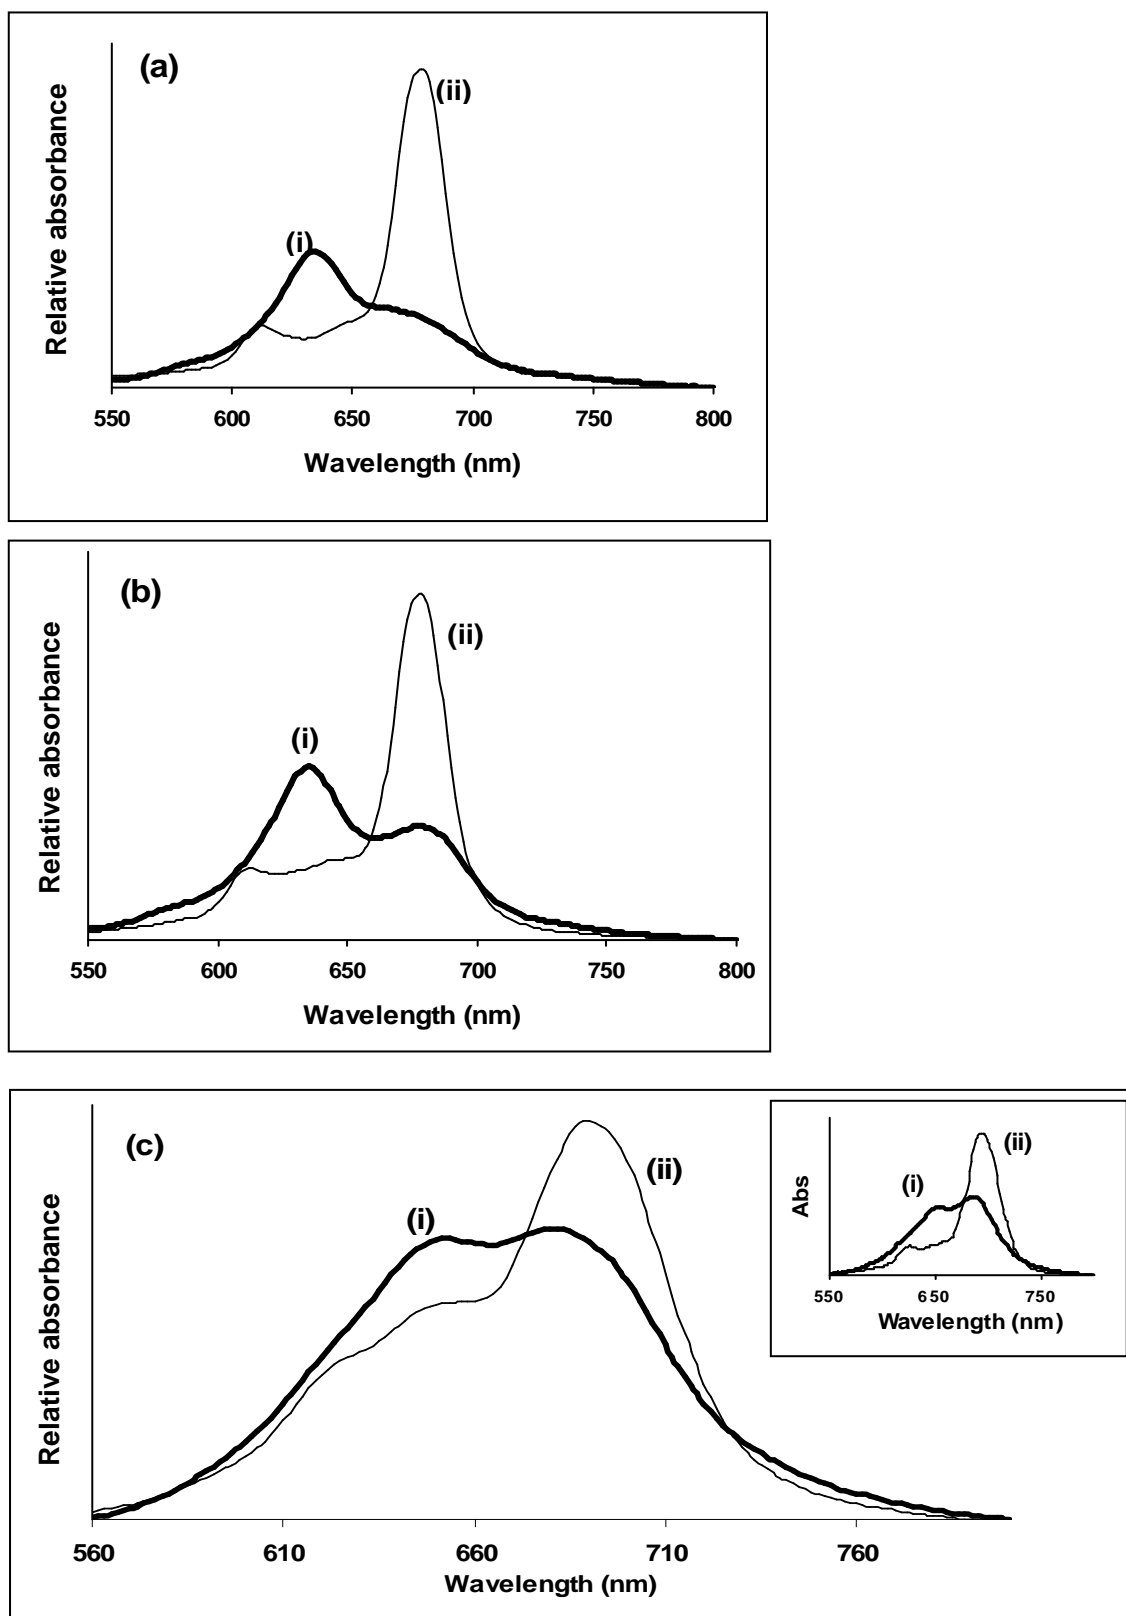 (a)
(ii)
(i)
Relative absorbance
550 600 650 700 750 800
Wavelength (nm)
(b)
(ii)
(i)
Relative absorbance
550 600 650 700 750 800
Wavelength (nm)
(c)
(ii)
(i)
Relative absorbance
560 610 660 710 760
Wavelength (nm)
(ii)
(i)
Abs
550 650 750
Wavelength (nm)